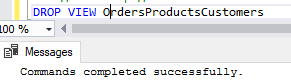 DROP VIEW OrdersProductsCustomers
100 %
Messages
Commands completed successfully.